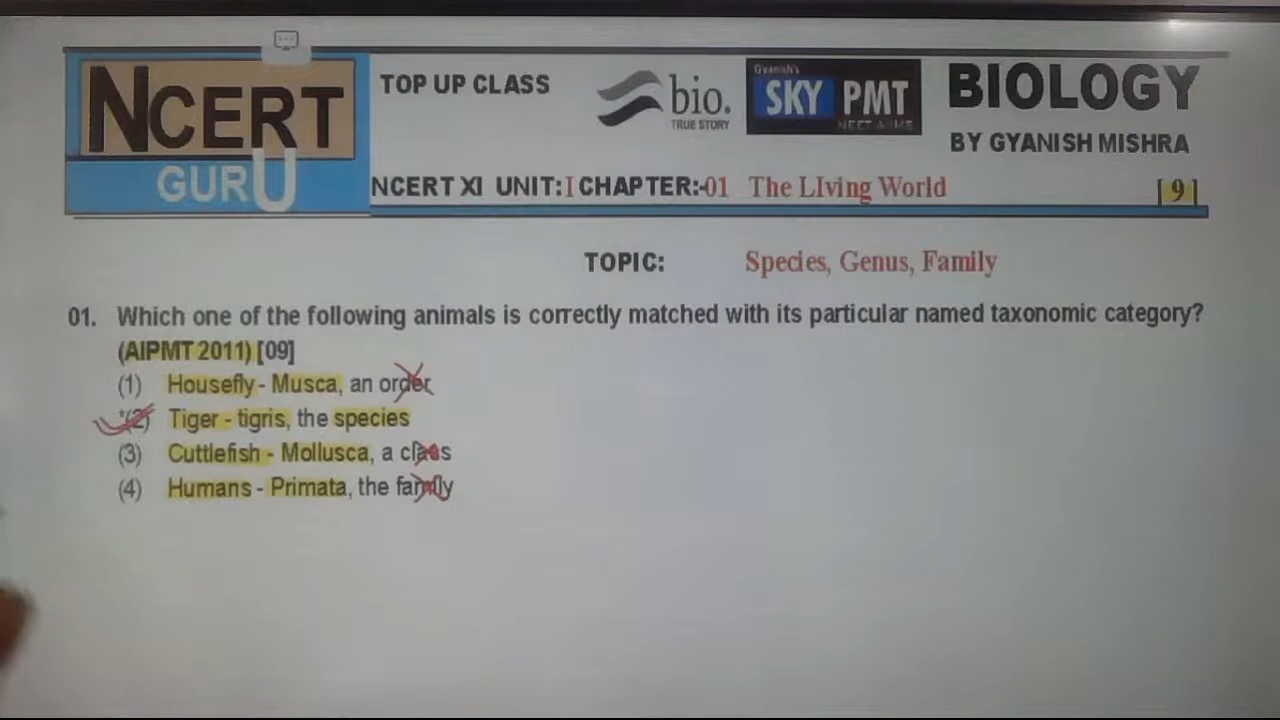 NCERT
GURU
TOP UP CLASS
bio.
TRUE STORY
Gyanish's
SKY PMT
NEET AIIMS
BIOLOGY
BY GYANISH MISHRA
NCERT XI UNIT: I CHAPTER:-01 The LIving World [ 9 ]
TOPIC: Species, Genus, Family
01. Which one of the following animals is correctly matched with its particular named taxonomic category?
(AIPMT 2011) [09]
(1) Housefly - Musca, an order
*(2) Tiger - tigris, the species
(3) Cuttlefish - Mollusca, a class
(4) Humans - Primata, the family